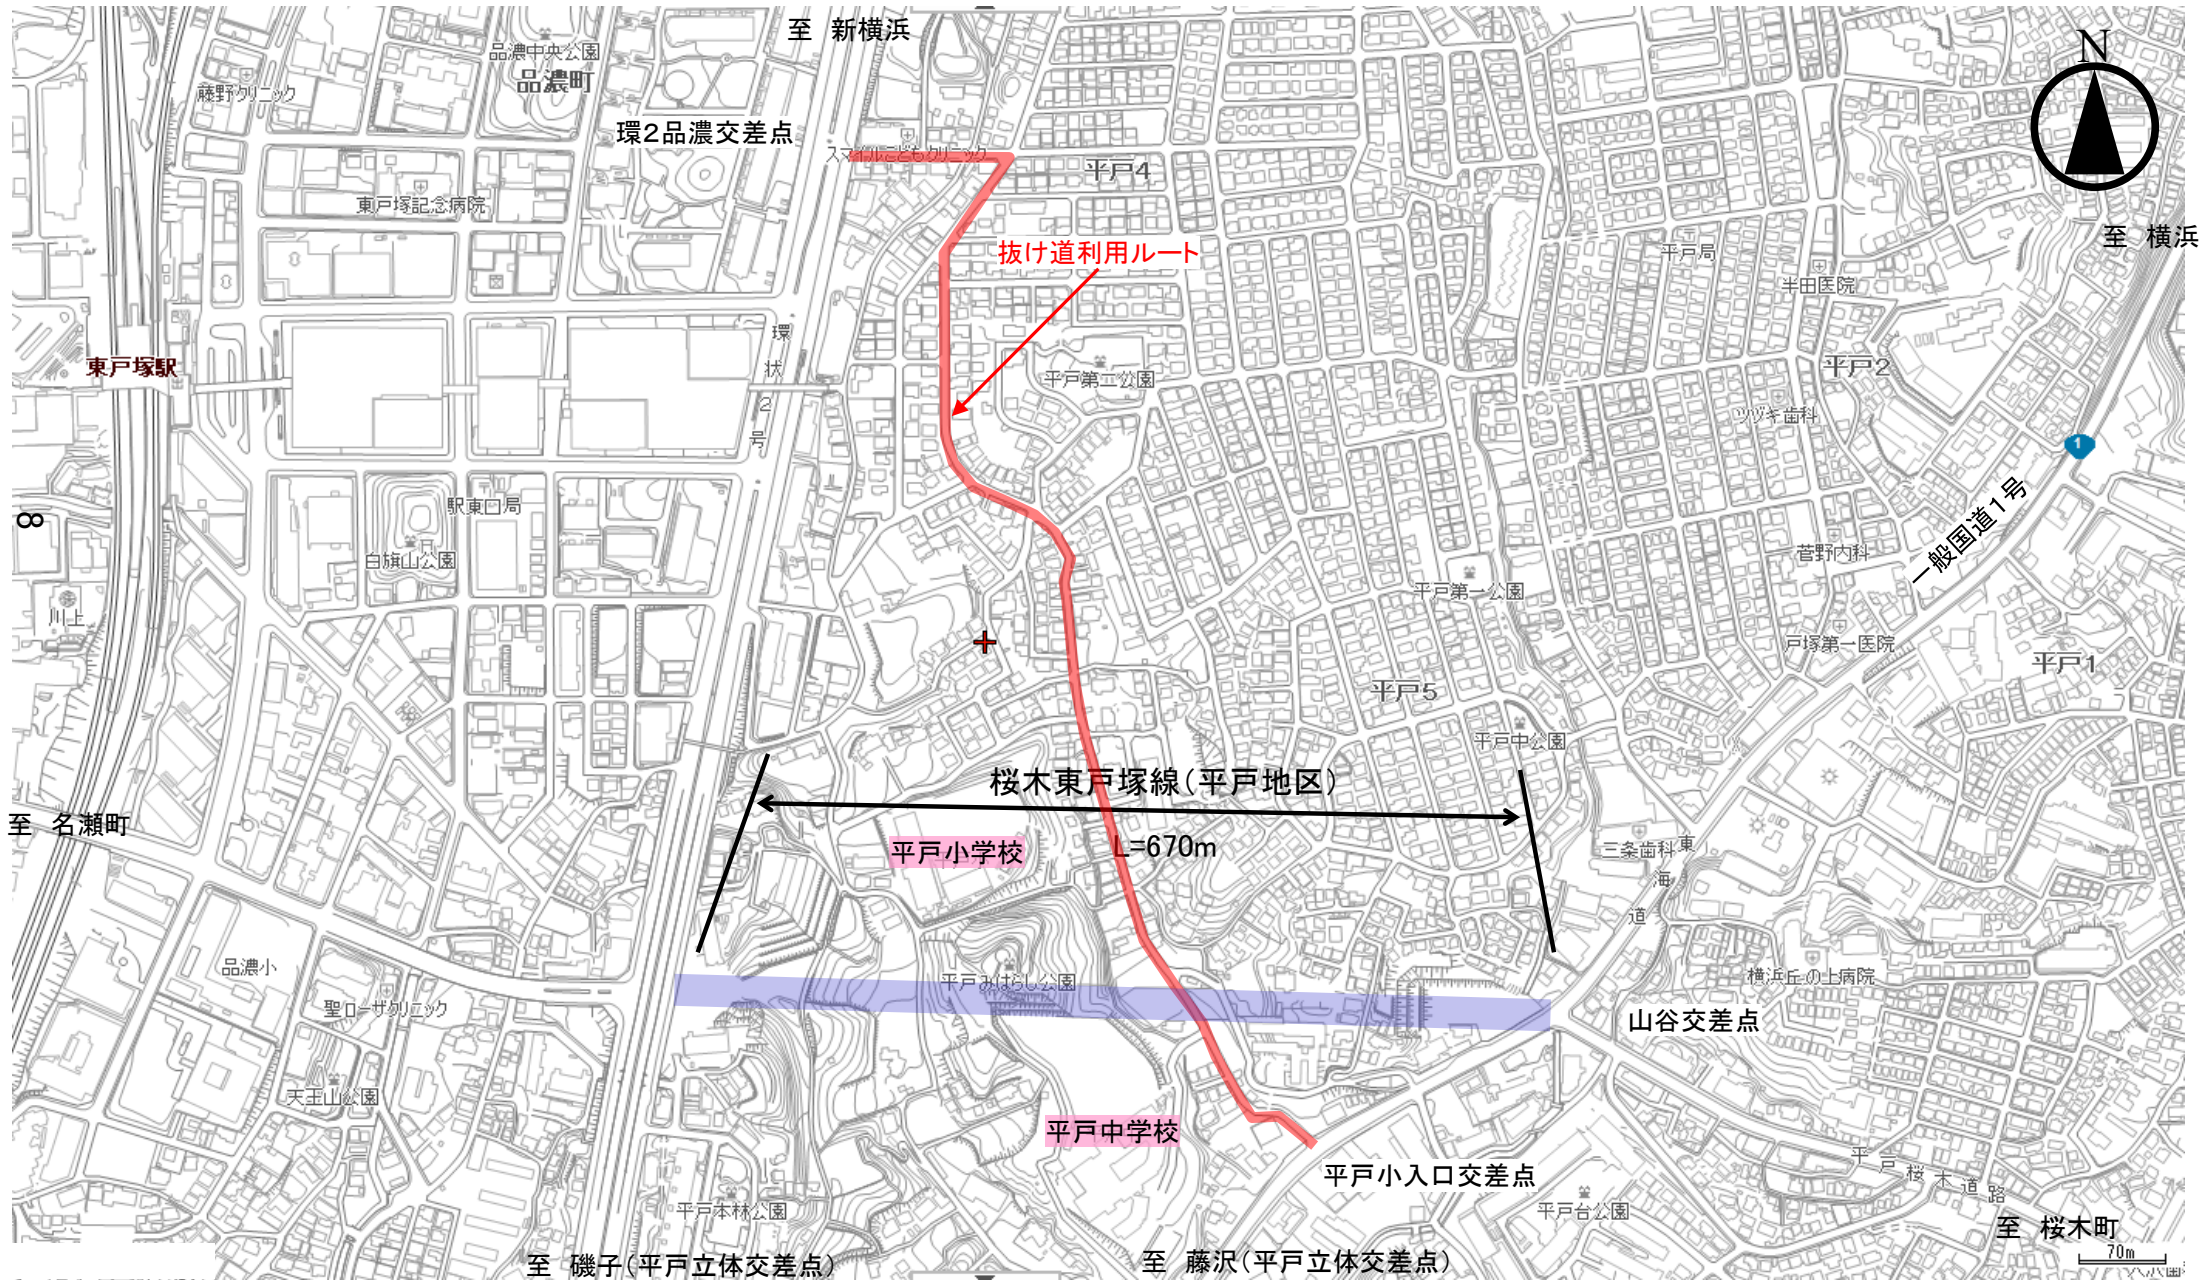 至 新横浜
品濃中央公園
品濃町
藤野クリニック
環2品濃交差点
スマイルこどもクリニック
平戸4
N
東戸塚記念病院
抜け道利用ルート
平戸局
至 横浜
半田医院
環状2号
東戸塚駅
平戸第二公園
平戸2
ツヅキ歯科
1
一般国道1号
駅東口局
8
白旗山公園
菅野内科
平戸第一公園
川上
戸塚第一医院
平戸1
平戸5
平戸中公園
桜木東戸塚線(平戸地区)
L=670m
至 名瀬町
平戸小学校
三条歯科
東海道
品濃小
平戸みはらし公園
横浜丘の上病院
聖ローザクリニック
山谷交差点
天王山公園
平戸中学校
平戸小入口交差点
平戸桜木道路
平戸本林公園
平戸台公園
至 桜木町
至 磯子(平戸立体交差点)
至 藤沢(平戸立体交差点)
70m